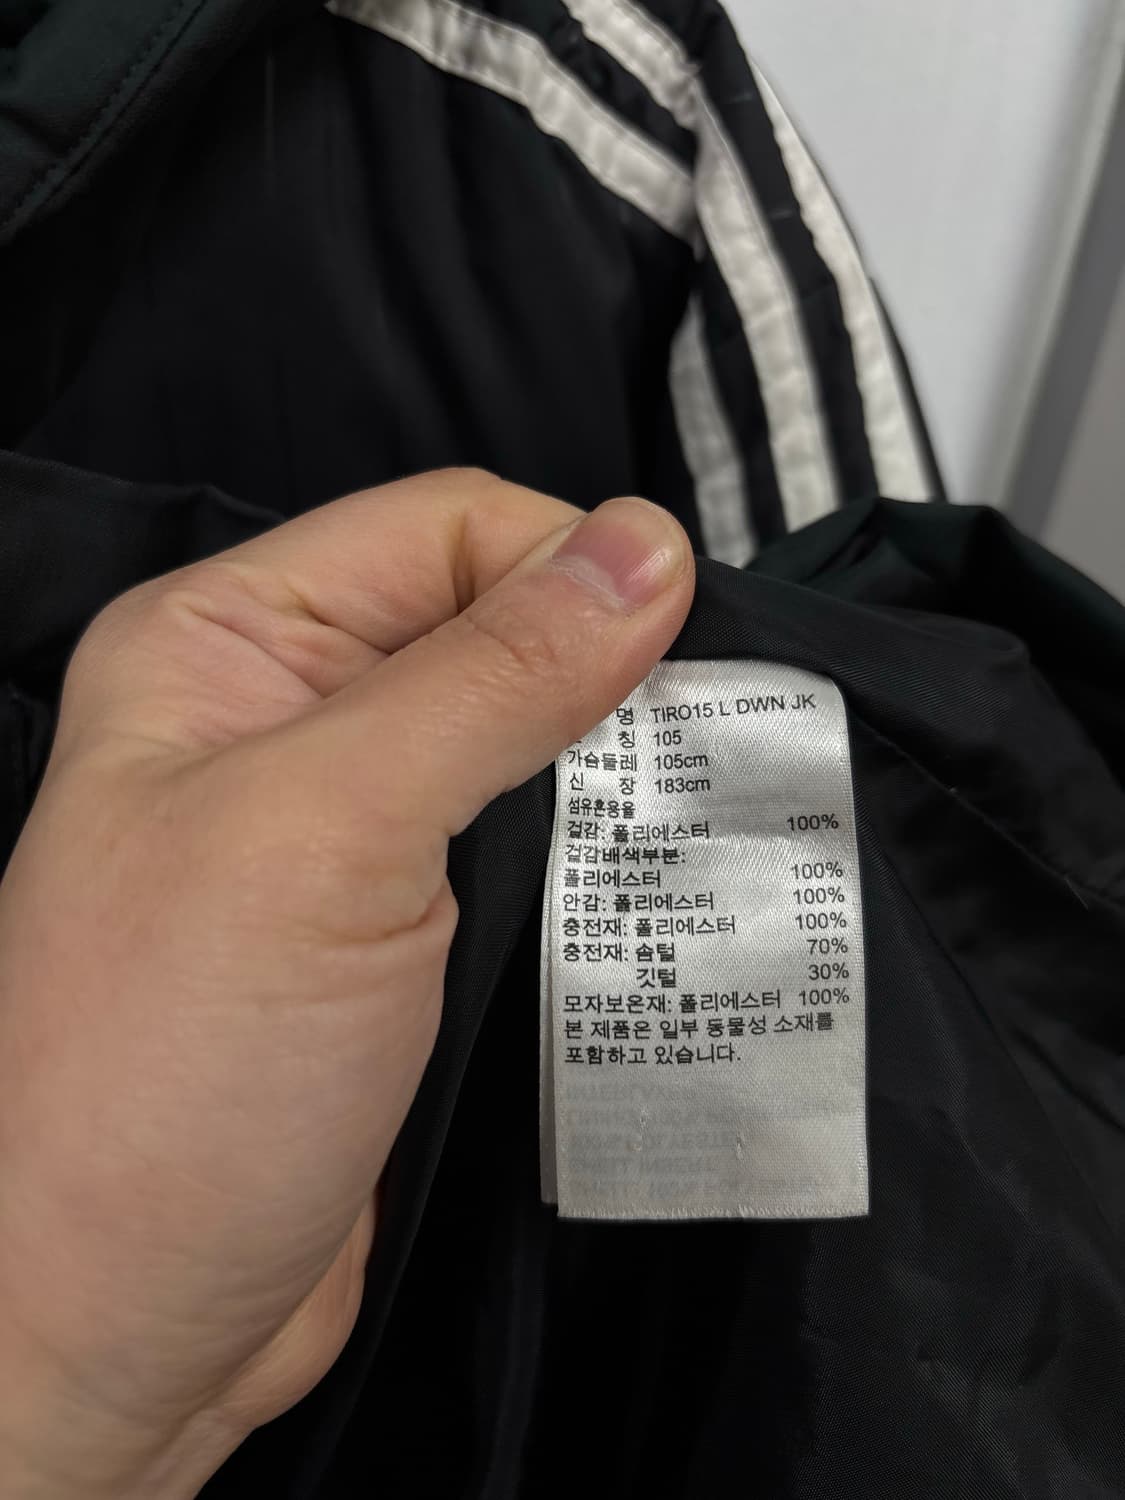 명 TIRO15 L DWN JK
칭 105
가슴둘레 105cm
신 장 183cm
섬유혼용율
겉감: 폴리에스터 100%
겉감배색부분:
폴리에스터 100%
안감: 폴리에스터 100%
충전재: 폴리에스터 100%
충전재: 솜털 70%
깃털 30%
모자보온재: 폴리에스터 100%
본 제품은 일부 동물성 소재를
포함하고 있습니다.